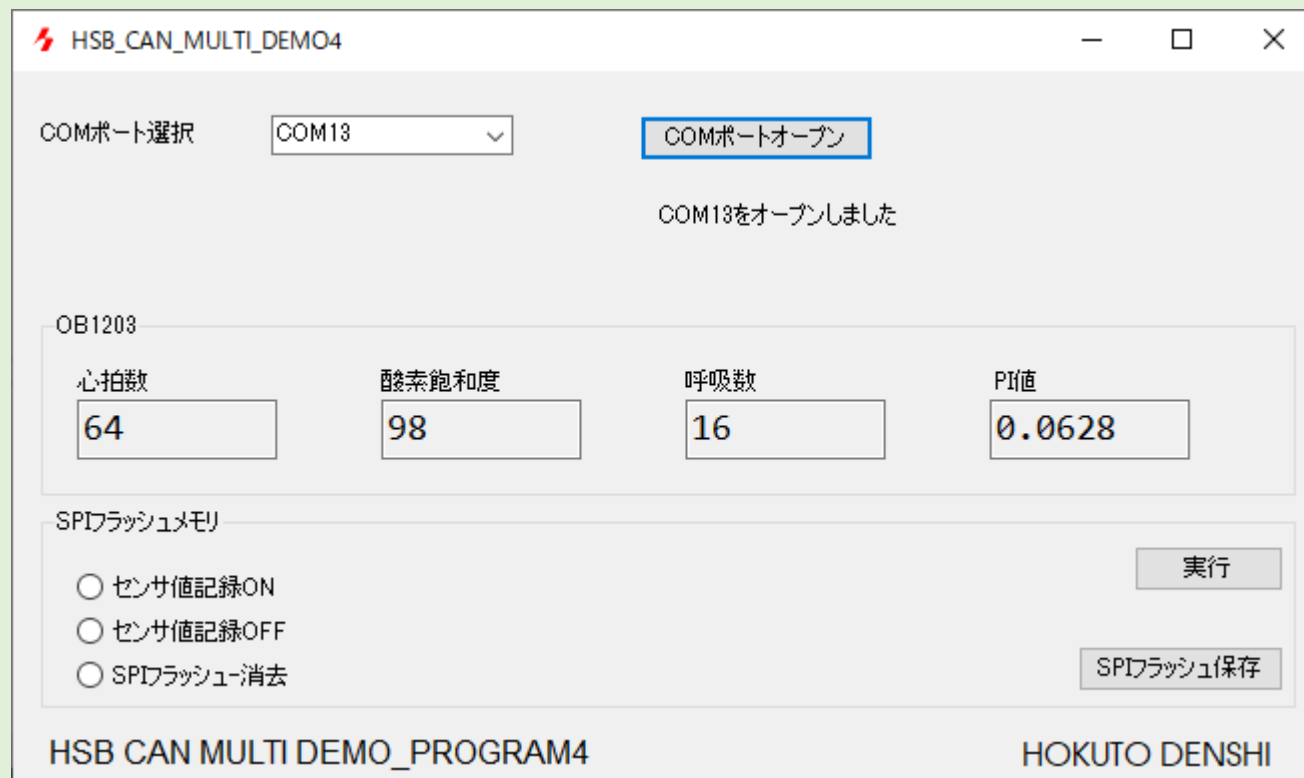 HSB_CAN_MULTI_DEMO4
COMポート選択 COM13 COMポートオープン
COM13をオープンしました
OB1203
心拍数 酸素飽和度 呼吸数 PI値
64 98 16 0.0628
SPIフラッシュメモリ
実行
センサ値記録ON
センサ値記録OFF
SPIフラッシュー消去 SPIフラッシュ保存
HSB CAN MULTI DEMO_PROGRAM4 HOKUTO DENSHI